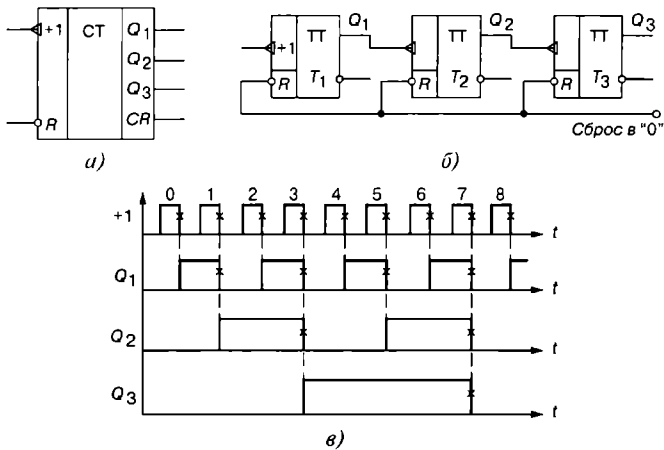 +1 CT Q1
Q2
Q3
R CR
а)
+1 TT Q1 TT Q2 TT Q3
R T1 R T2 R T3
Сброс в "0"
б)
0 1 2 3 4 5 6 7 8
+1 t
Q1 t
Q2 t
Q3 t
в)